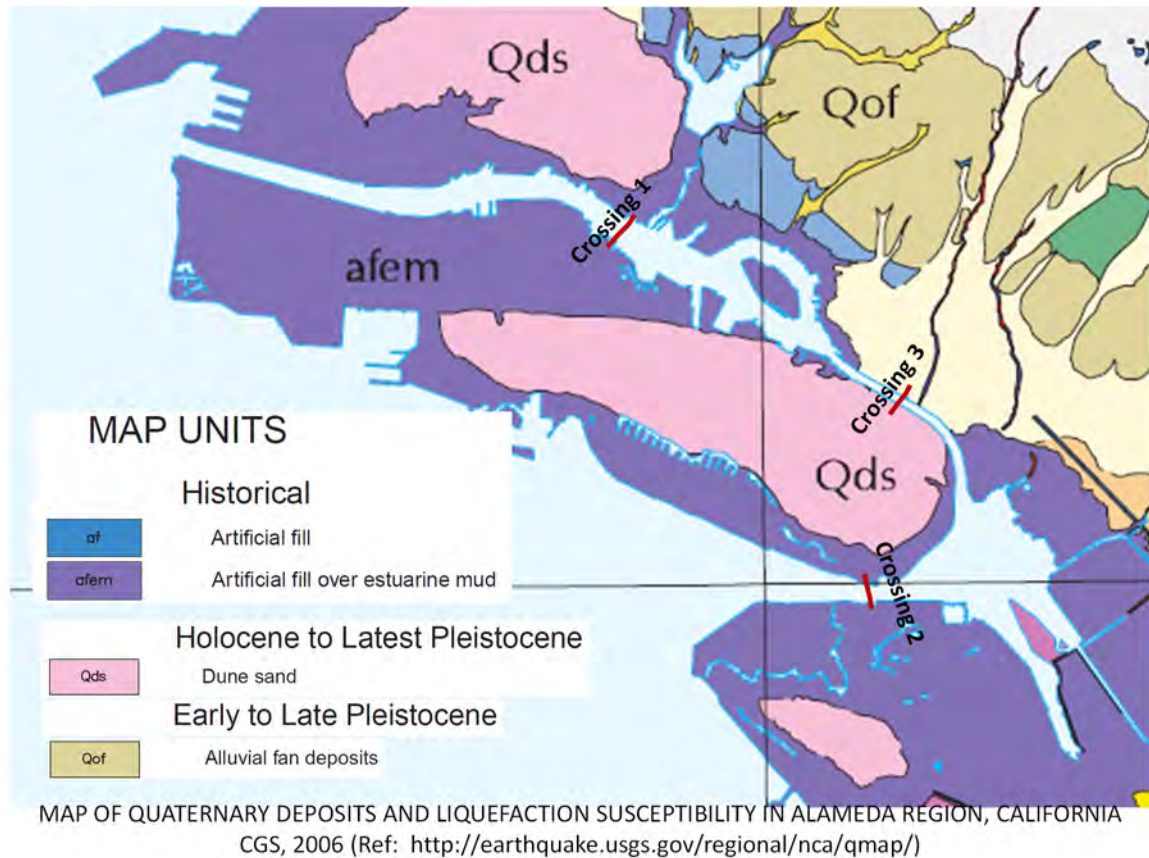 Qds
Qof
Crossing 1
afem
Crossing 3
Qds
Crossing 2
MAP UNITS
Historical
af Artificial fill
afem Artificial fill over estuarine mud
Holocene to Latest Pleistocene
Qds Dune sand
Early to Late Pleistocene
Qof Alluvial fan deposits
MAP OF QUATERNARY DEPOSITS AND LIQUEFACTION SUSCEPTIBILITY IN ALAMEDA REGION, CALIFORNIA
CGS, 2006 (Ref: http://earthquake.usgs.gov/regional/nca/qmap/)